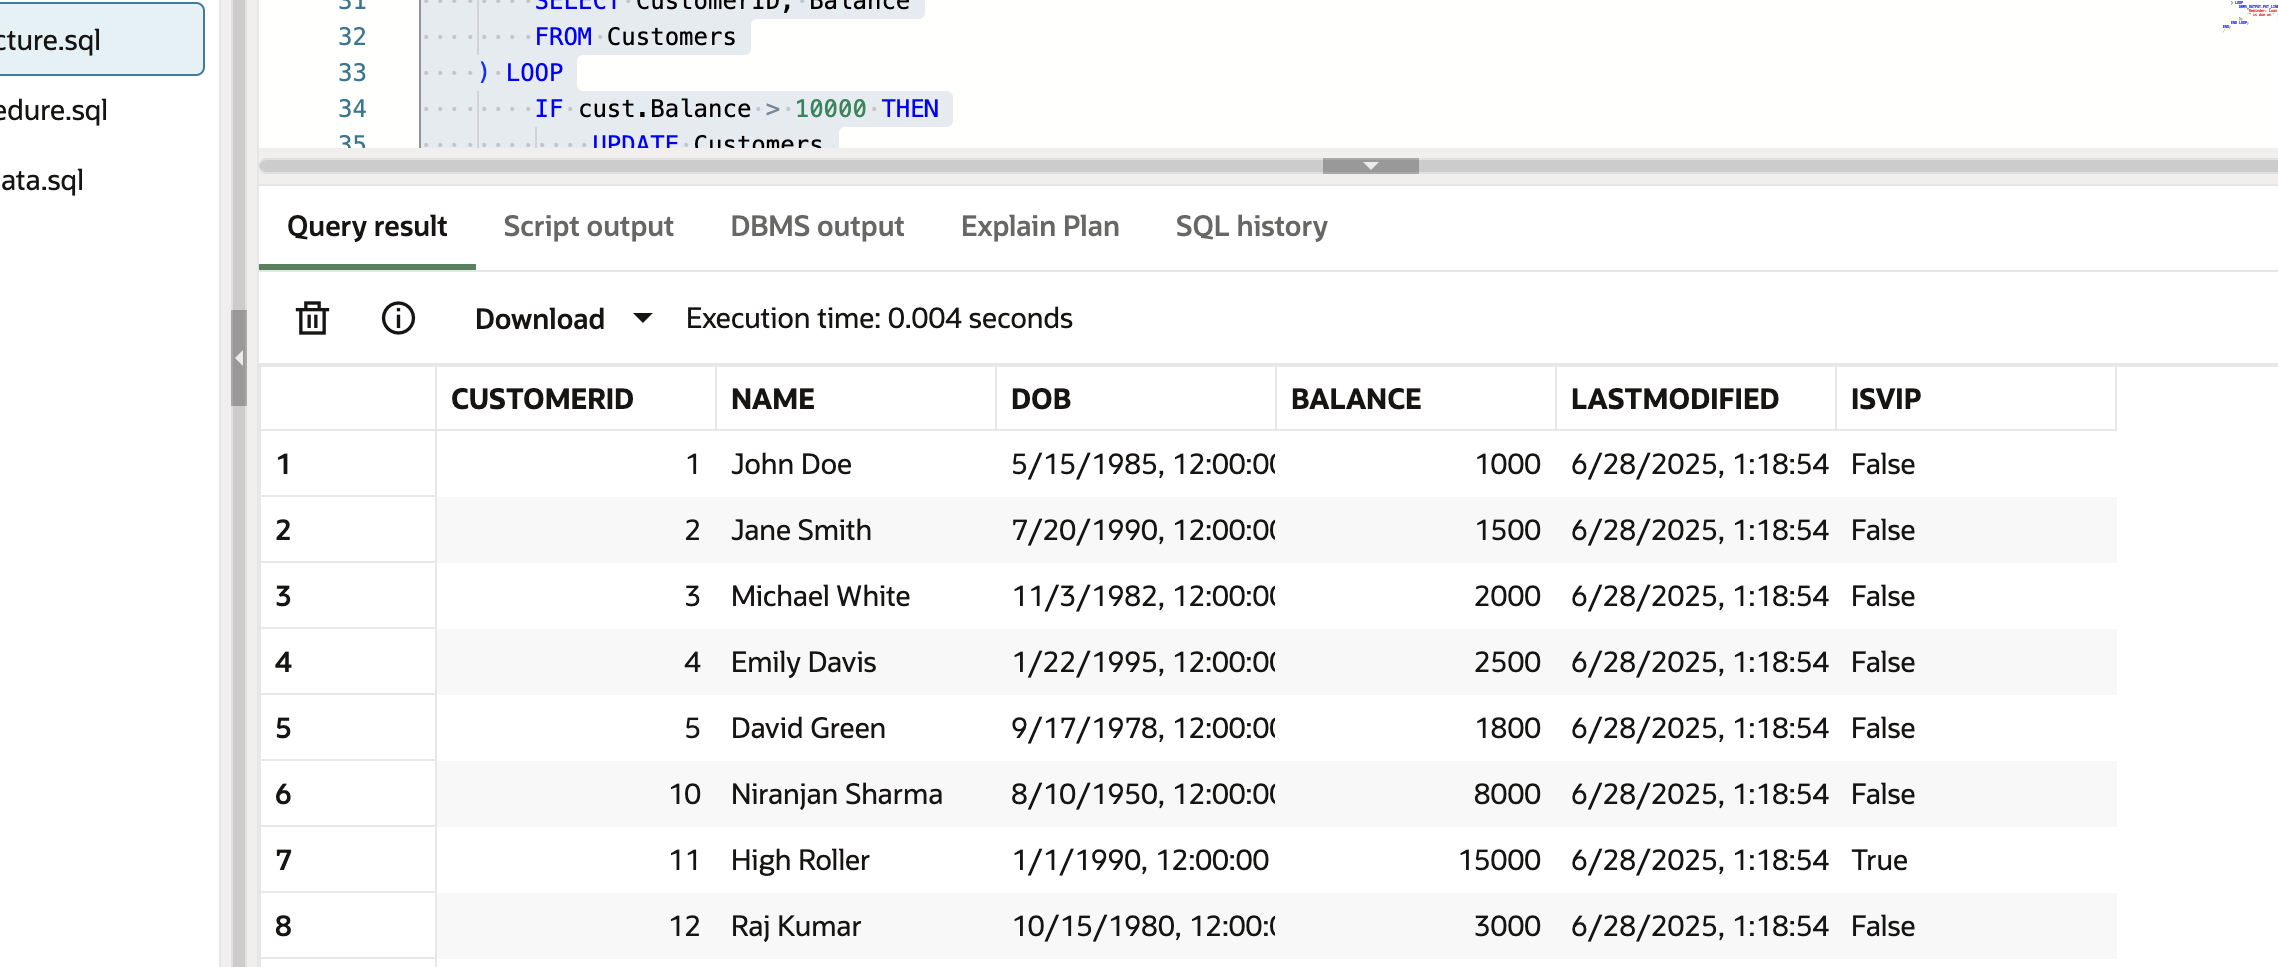 cture.sql
edure.sql
ata.sql
31 SELECT CustomerID, Balance
32 FROM Customers
33 ) LOOP
34 IF cust.Balance > 10000 THEN
35 UPDATE Customers
Query result Script output DBMS output Explain Plan SQL history
Download Execution time: 0.004 seconds
CUSTOMERID NAME DOB BALANCE LASTMODIFIED ISVIP
1 1 John Doe 5/15/1985, 12:00:00 1000 6/28/2025, 1:18:54 False
2 2 Jane Smith 7/20/1990, 12:00:00 1500 6/28/2025, 1:18:54 False
3 3 Michael White 11/3/1982, 12:00:00 2000 6/28/2025, 1:18:54 False
4 4 Emily Davis 1/22/1995, 12:00:00 2500 6/28/2025, 1:18:54 False
5 5 David Green 9/17/1978, 12:00:00 1800 6/28/2025, 1:18:54 False
6 10 Niranjan Sharma 8/10/1950, 12:00:00 8000 6/28/2025, 1:18:54 False
7 11 High Roller 1/1/1990, 12:00:00 15000 6/28/2025, 1:18:54 True
8 12 Raj Kumar 10/15/1980, 12:00:0 3000 6/28/2025, 1:18:54 False